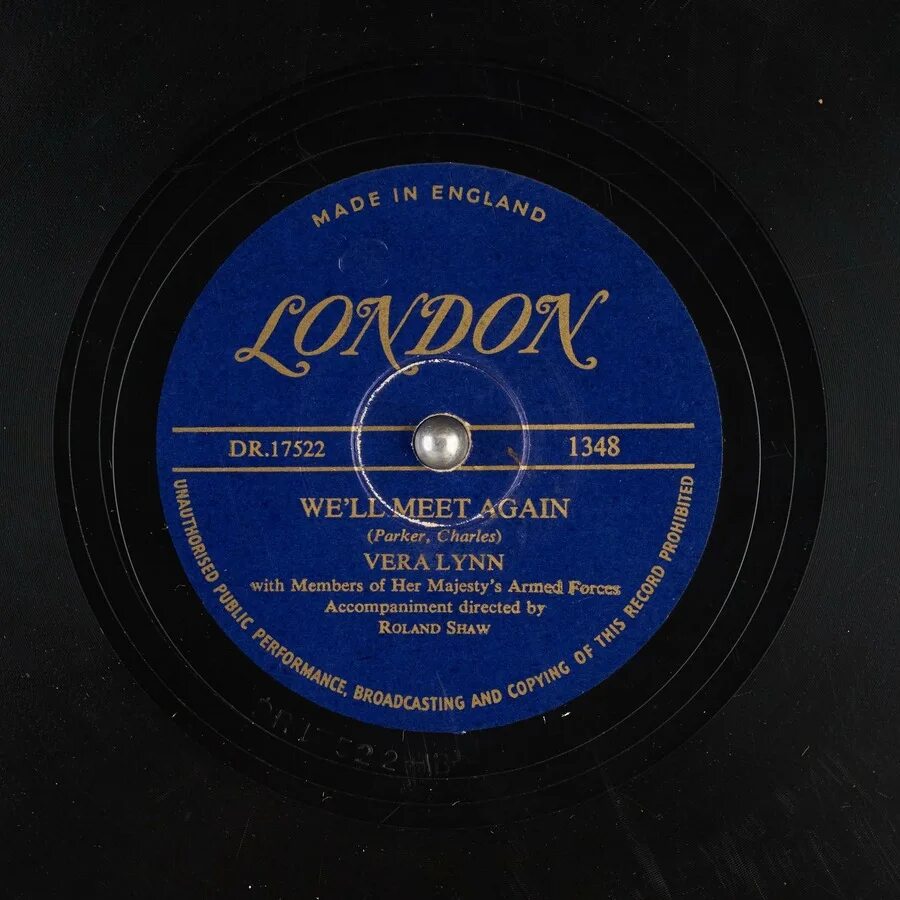 MADE IN ENGLAND
LONDON
DR.17522
1348
WE'LL MEET AGAIN
(Parker, Charles)
VERA LYNN
with Members of Her Majesty's Armed Forces
Accompaniment directed by
ROLAND SHAW
UNAUTHORISED PUBLIC PERFORMANCE, BROADCASTING AND COPYING OF THIS RECORD PROHIBITED